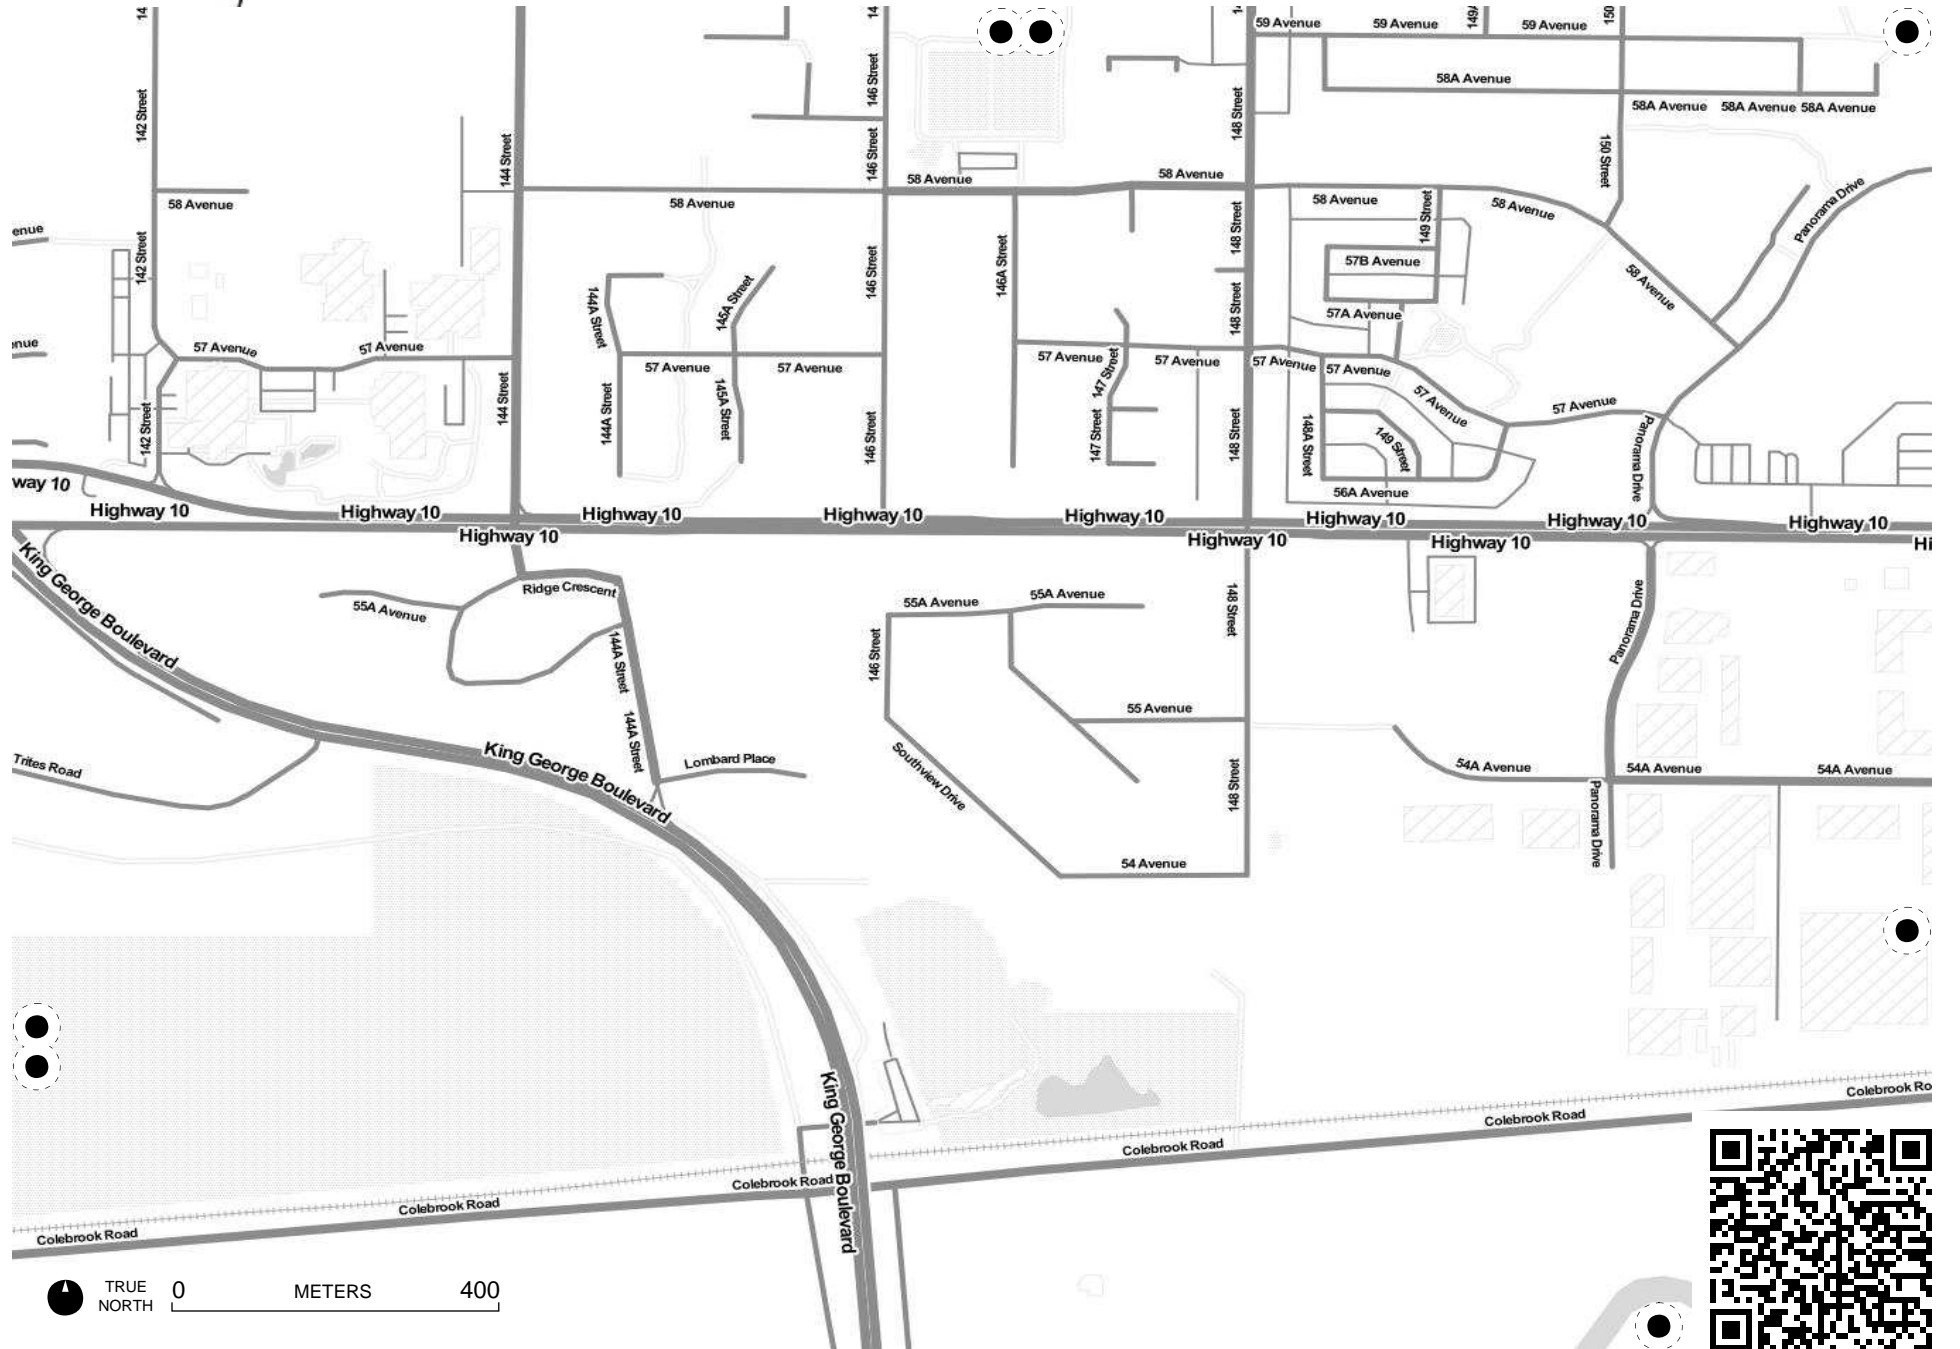 59 Avenue
59 Avenue
59 Avenue
58A Avenue
58A Avenue
58A Avenue
58A Avenue
142 Street
146 Street
148 Street
144 Street
146 Street
150 Street
58 Avenue
58 Avenue
58 Avenue
58 Avenue
58 Avenue
58 Avenue
Panorama Drive
149 Street
148 Street
142 Street
146 Street
146A Street
57B Avenue
58 Avenue
144A Street
145A Street
148 Street
57A Avenue
57 Avenue
57 Avenue
57 Avenue
57 Avenue
57 Avenue
57 Avenue
57 Avenue
57 Avenue
57 Avenue
57 Avenue
147 Street
144 Street
142 Street
144A Street
145A Street
146 Street
147 Street
148 Street
148A Street
149 Street
Panorama Drive
56A Avenue
way 10
Highway 10
Highway 10
Highway 10
Highway 10
Highway 10
Highway 10
Highway 10
Highway 10
Highway 10
Highway 10
Highway 10
King George Boulevard
Ridge Crescent
55A Avenue
55A Avenue
55A Avenue
148 Street
Panorama Drive
144A Street
146 Street
144A Street
55 Avenue
Trites Road
King George Boulevard
Lombard Place
Southview Drive
148 Street
54A Avenue
54A Avenue
54A Avenue
Panorama Drive
54 Avenue
King George Boulevard
Colebrook Ro
Colebrook Road
Colebrook Road
Colebrook Road
Colebrook Road
Colebrook Road
TRUE
NORTH
0 METERS 400